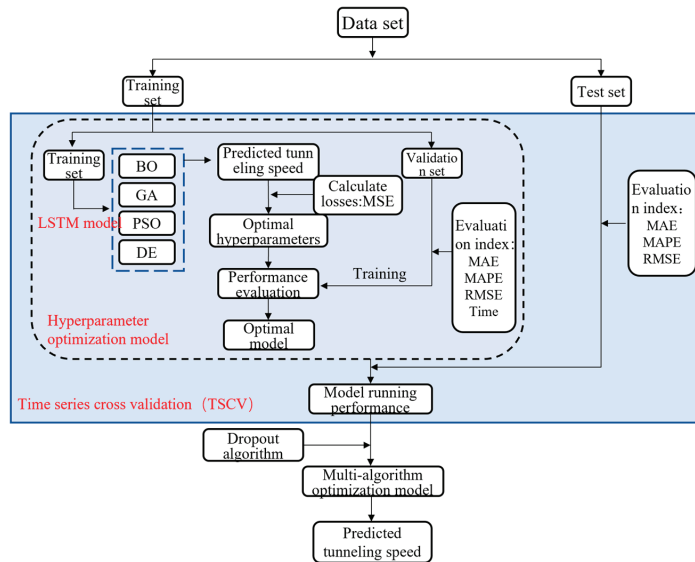 Data set
Training
set
Test set
Training
set
BO
GA
PSO
DE
LSTM model
Predicted tunn
eling speed
Validatio
n set
Calculate
losses:MSE
Optimal
hyperparameters
Performance
evaluation
Training
Optimal
model
Evaluati
on index:
MAE
MAPE
RMSE
Time
Evaluatio
n index:
MAE
MAPE
RMSE
Hyperparameter
optimization model
Time series cross validation（TSCV）
Model running
performance
Dropout
algorithm
Multi-algorithm
optimization model
Predicted
tunneling speed